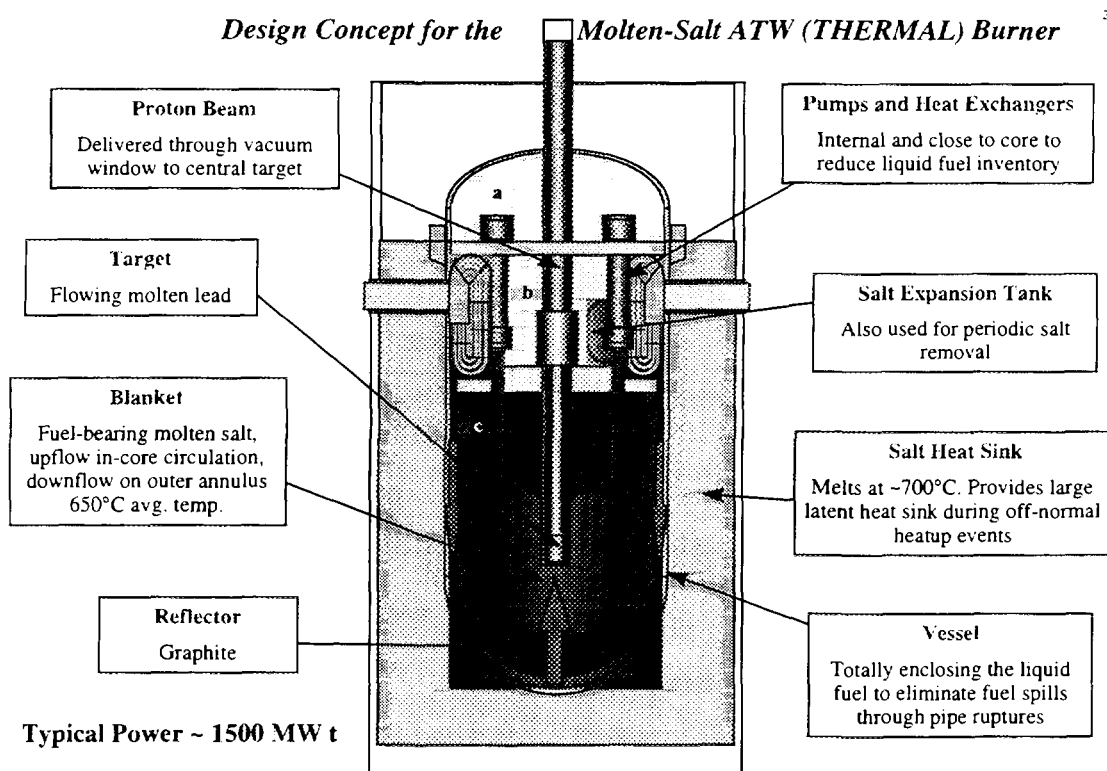 Design Concept for the Molten-Salt ATW (THERMAL) Burner
3
Proton Beam
Delivered through vacuum
window to central target
Pumps and Heat Exchangers
Internal and close to core to
reduce liquid fuel inventory
a
Target
Flowing molten lead
b
Salt Expansion Tank
Also used for periodic salt
removal
Blanket
Fuel-bearing molten salt,
upflow in-core circulation,
downflow on outer annulus
650°C avg. temp.
c
Salt Heat Sink
Melts at ~700°C. Provides large
latent heat sink during off-normal
heatup events
Reflector
Graphite
Vessel
Totally enclosing the liquid
fuel to eliminate fuel spills
through pipe ruptures
Typical Power ~ 1500 MW t